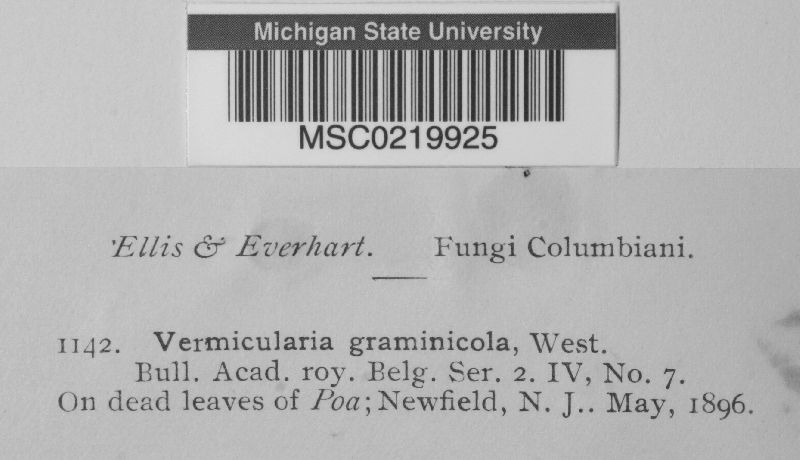 Michigan State University
MSC0219925
Ellis & Everhart. Fungi Columbiani.
1142. Vermicularia graminicola, West.
Bull. Acad. roy. Belg. Ser. 2. IV, No. 7.
On dead leaves of Poa; Newfield, N. J.. May, 1896.